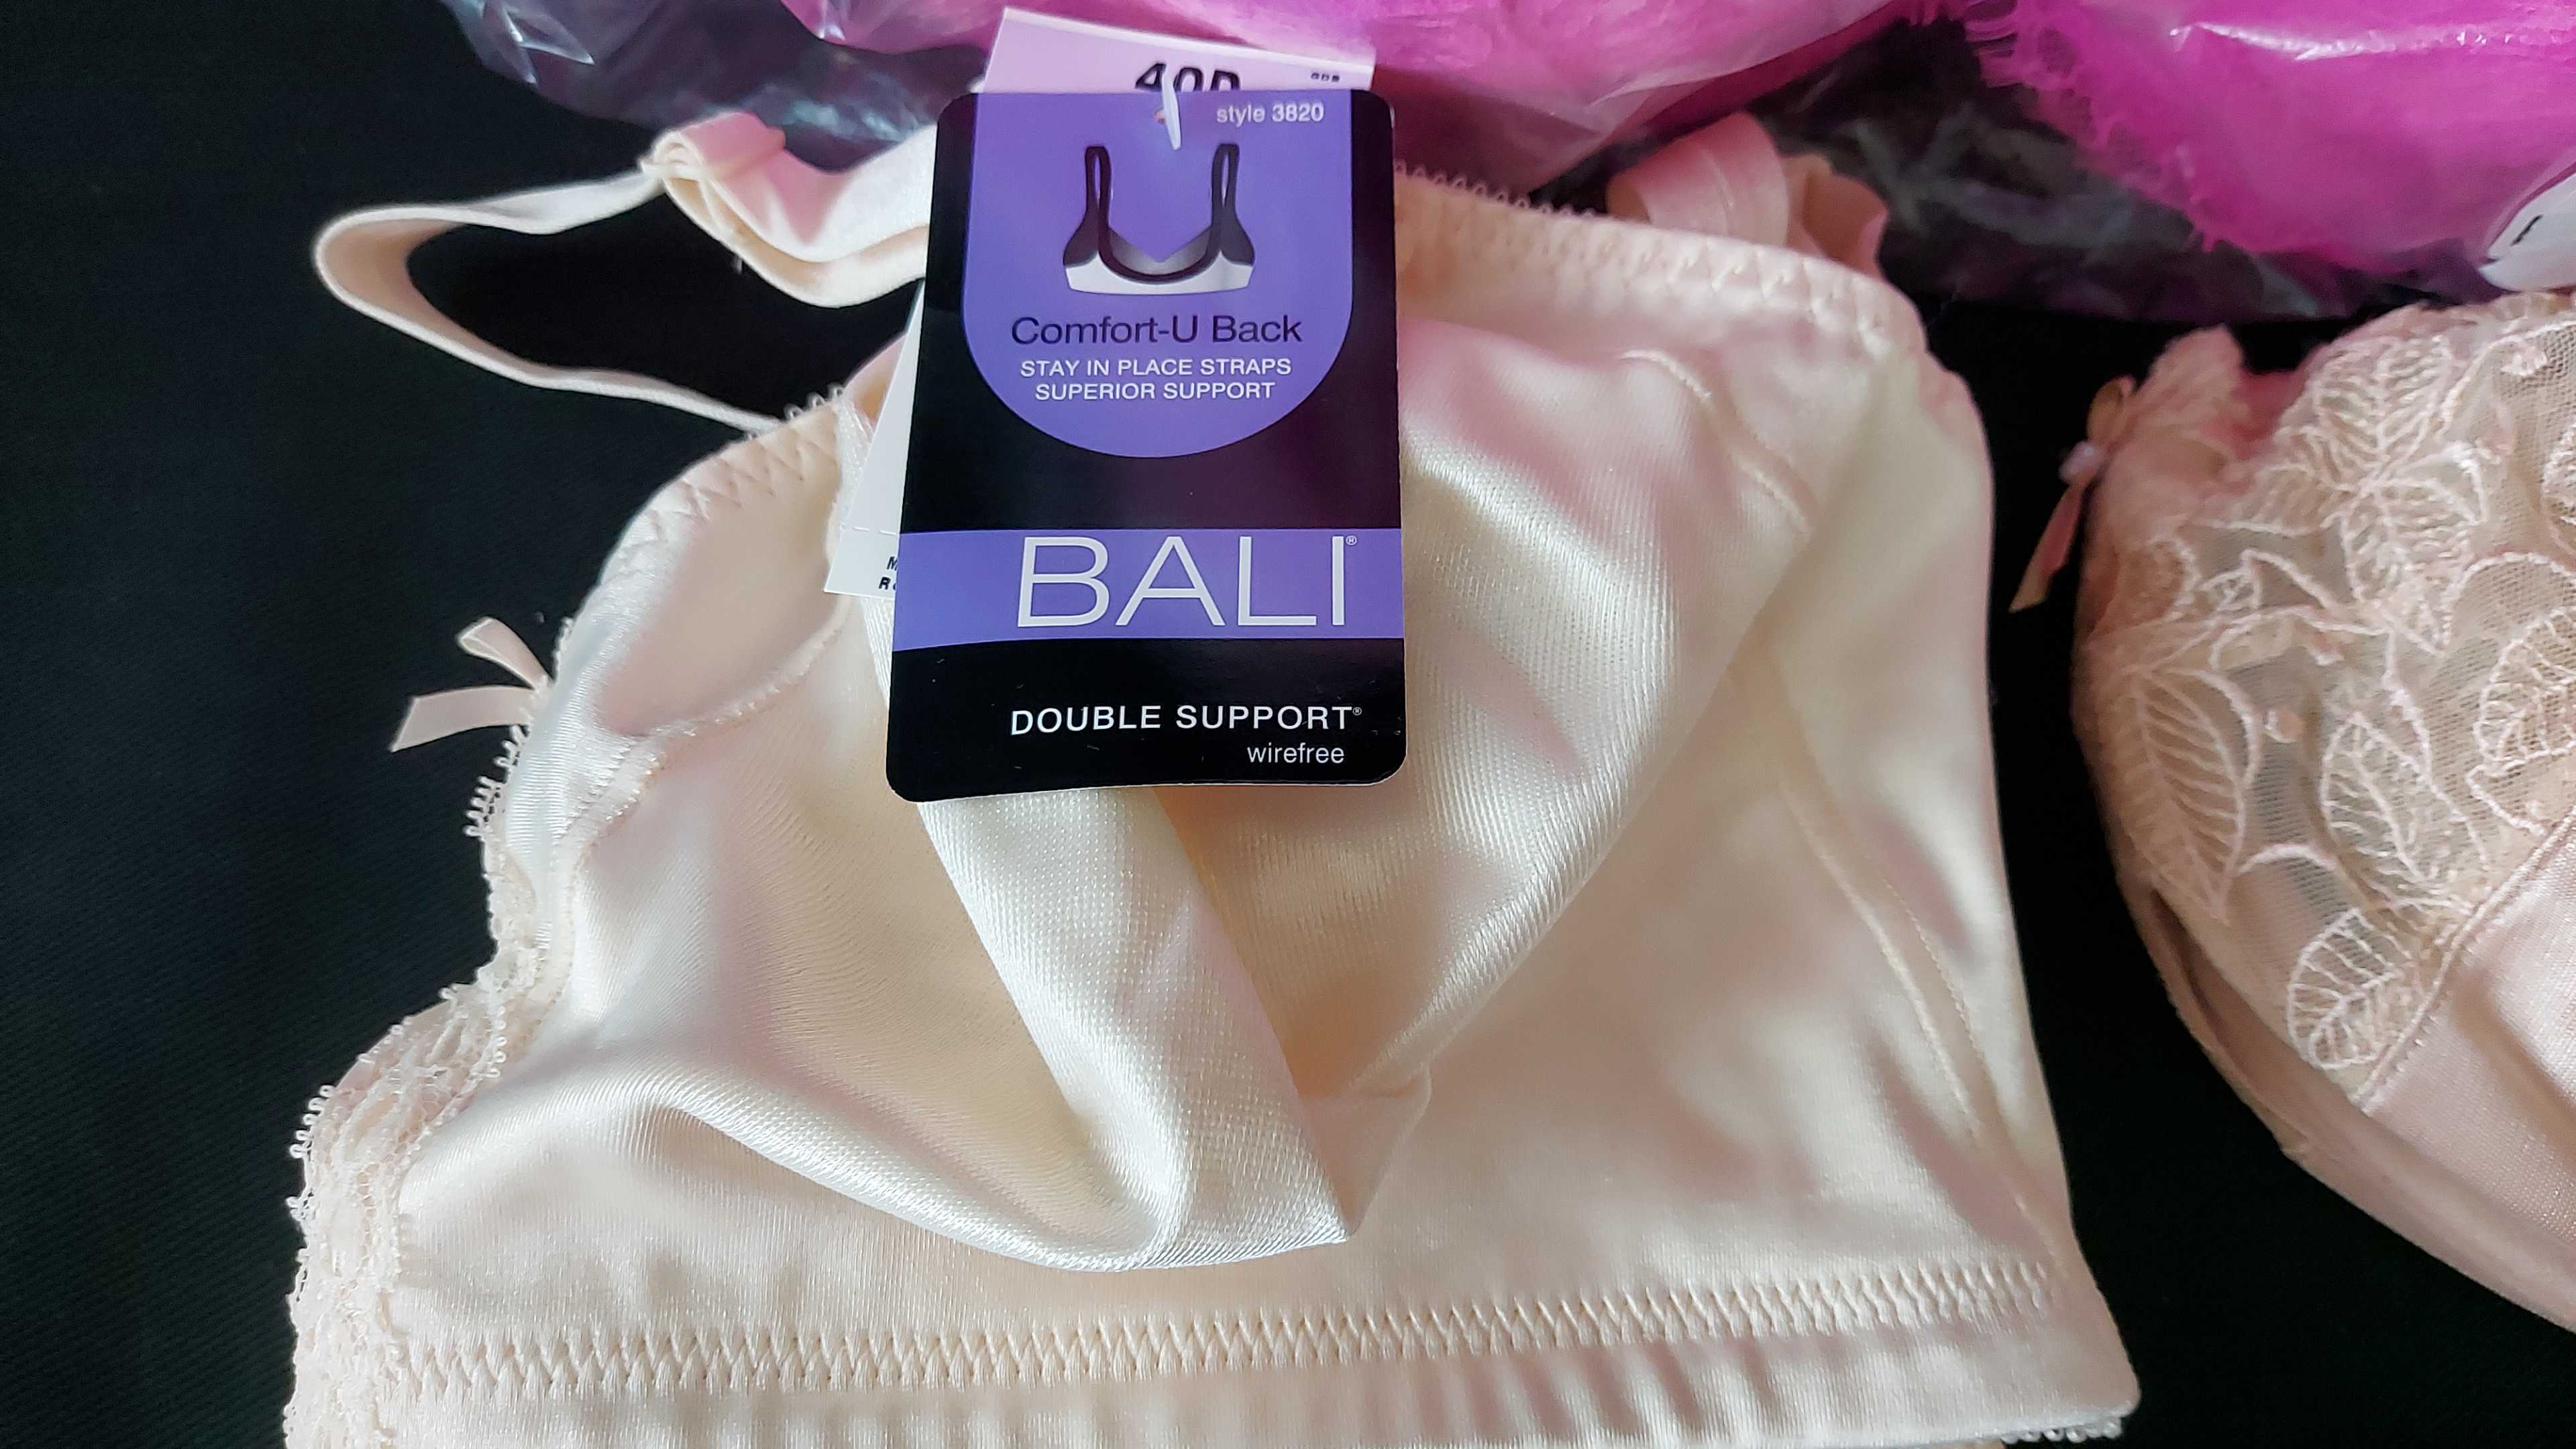 40D
style 3820
Comfort-U Back
STAY IN PLACE STRAPS
SUPERIOR SUPPORT
BALI®
DOUBLE SUPPORT®
wirefree